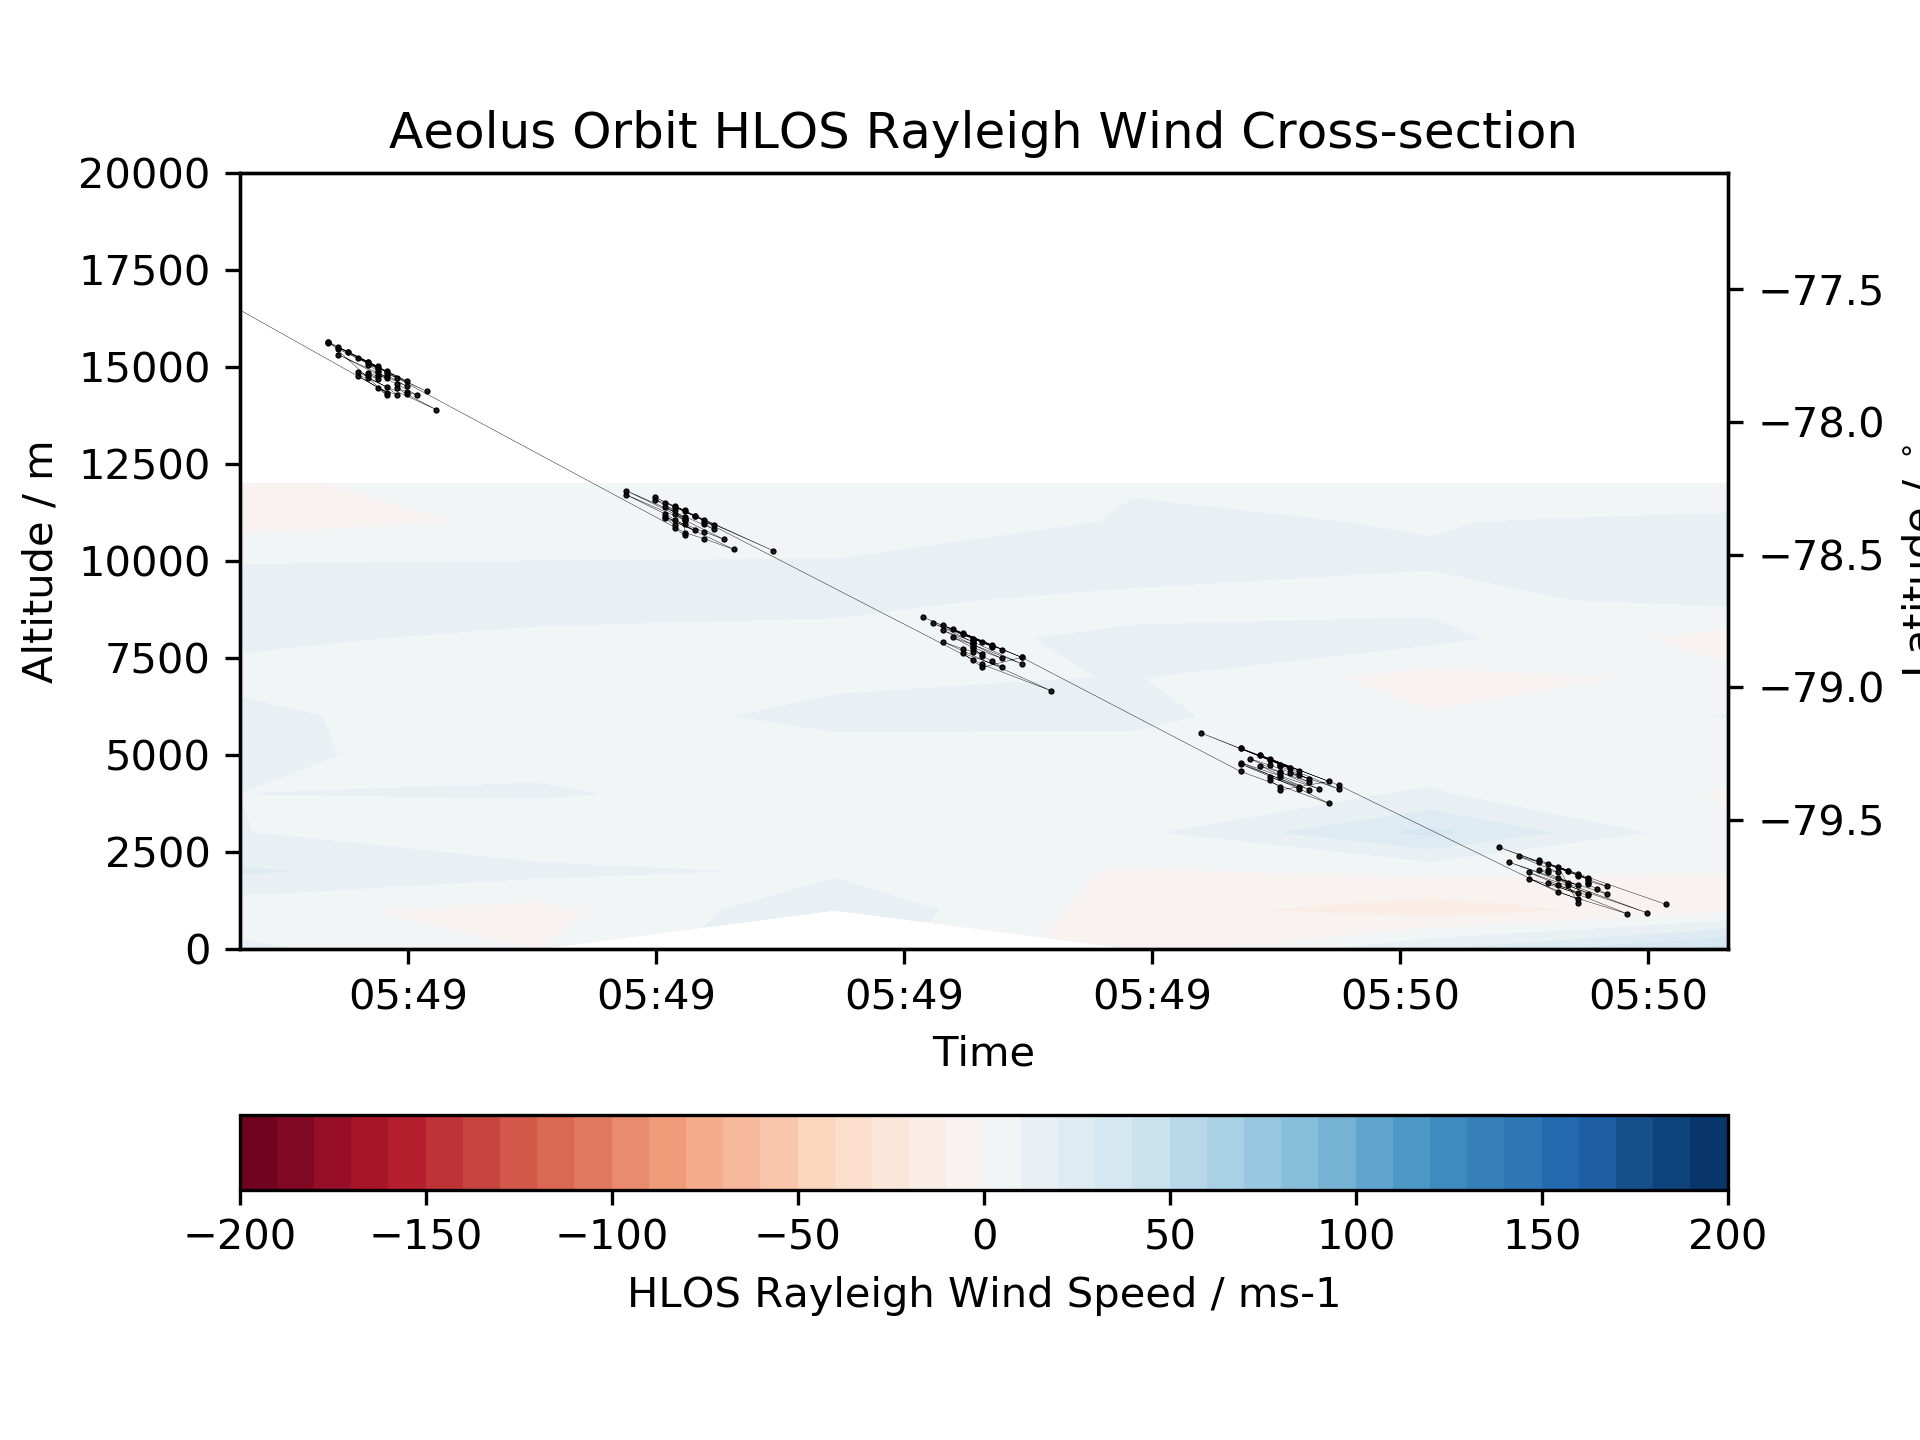 Aeolus Orbit HLOS Rayleigh Wind Cross-section
20000
17500
15000
12500
10000
7500
5000
2500
0
Altitude / m
−77.5
−78.0
−78.5
−79.0
−79.5
Latitude / °
05:49 05:49 05:49 05:49 05:50 05:50
Time
−200 −150 −100 −50 0 50 100 150 200
HLOS Rayleigh Wind Speed / ms-1